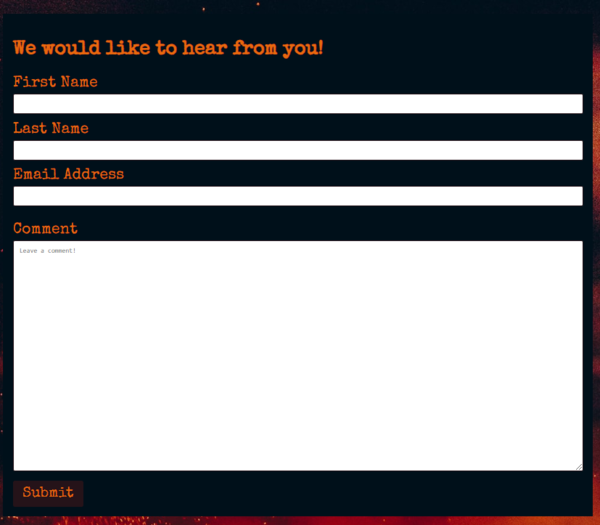 We would like to hear from you!
First Name
Last Name
Email Address
Comment
Leave a comment!
Submit